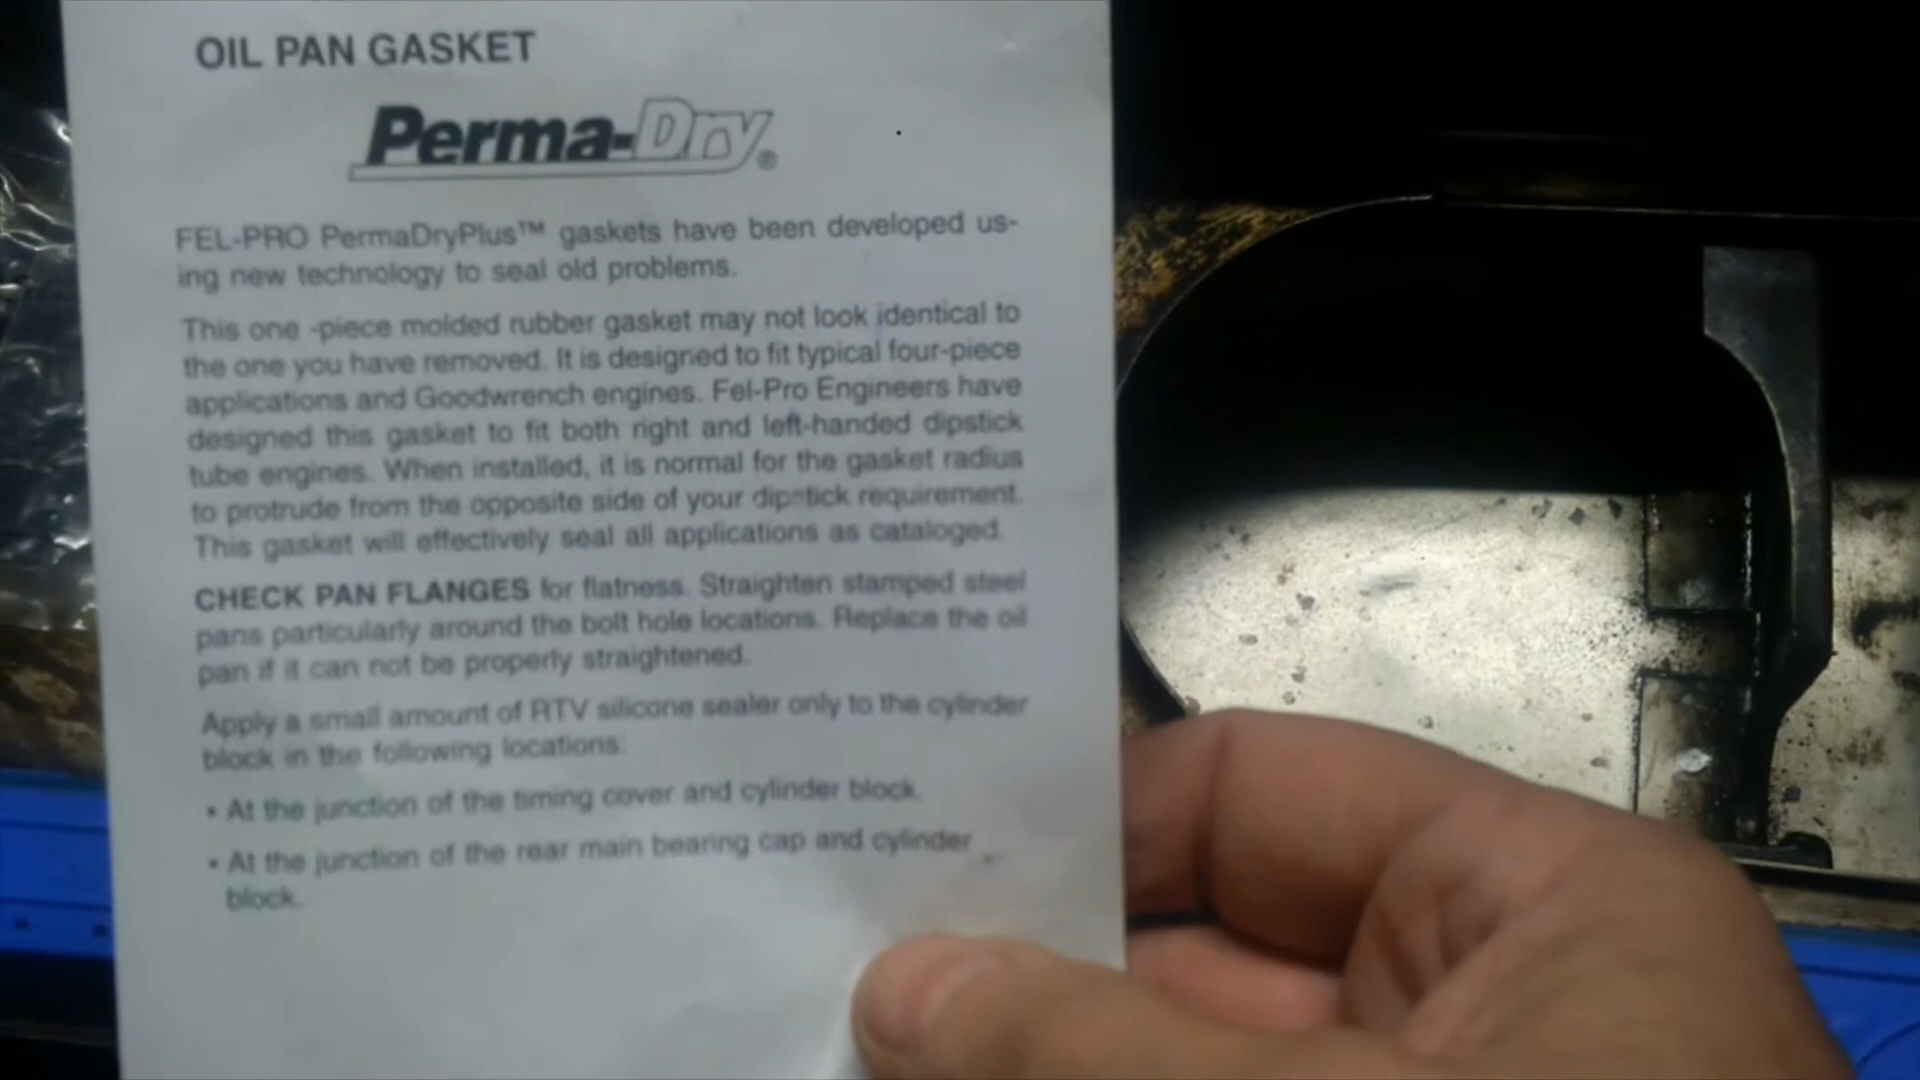 OIL PAN GASKET
Perma-Dry®
FEL-PRO PermaDryPlus™ gaskets have been developed us-
ing new technology to seal old problems.
This one -piece molded rubber gasket may not look identical to
the one you have removed. It is designed to fit typical four-piece
applications and Goodwrench engines. Fel-Pro Engineers have
designed this gasket to fit both right and left-handed dipstick
tube engines. When installed, it is normal for the gasket radius
to protrude from the opposite side of your dipstick requirement.
This gasket will effectively seal all applications as cataloged.
CHECK PAN FLANGES for flatness. Straighten stamped steel
pans particularly around the bolt hole locations. Replace the oil
pan if it can not be properly straightened.
Apply a small amount of RTV silicone sealer only to the cylinder
block in the following locations:
• At the junction of the timing cover and cylinder block.
• At the junction of the rear main bearing cap and cylinder
block.